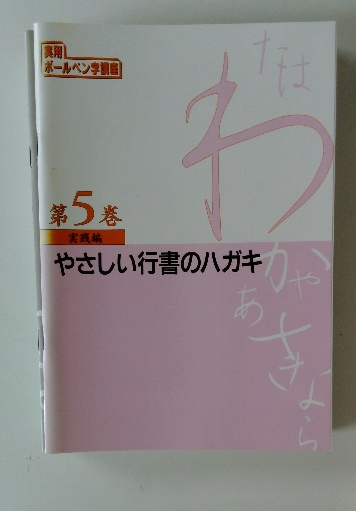 実用
ボールペン字講座
第5巻
実践編
やさしい行書のハガキ
なは
わ
かや
あ
さき
なら